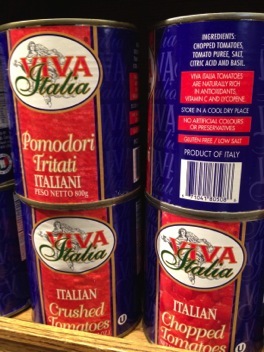 VIVA
Italia
Pomodori
Tritati
ITALIANI
PESO NETTO 800g
INGREDIENTS:
CHOPPED TOMATOES,
TOMATO PUREE, SALT,
CITRIC ACID AND BASIL.
VIVA ITALIA TOMATOES
ARE NATURALLY RICH
IN ANTIOXIDANTS,
VITAMIN C AND LYCOPENE.
STORE IN A COOL DRY PLACE
NO ARTIFICIAL COLOURS
OR PRESERVATIVES
GLUTEN FREE / LOW SALT
PRODUCT OF ITALY
VIVA
Italia
ITALIAN
Crushed
Tomatoes
VIVA
Italia
ITALIAN
Chopped
Tomatoes